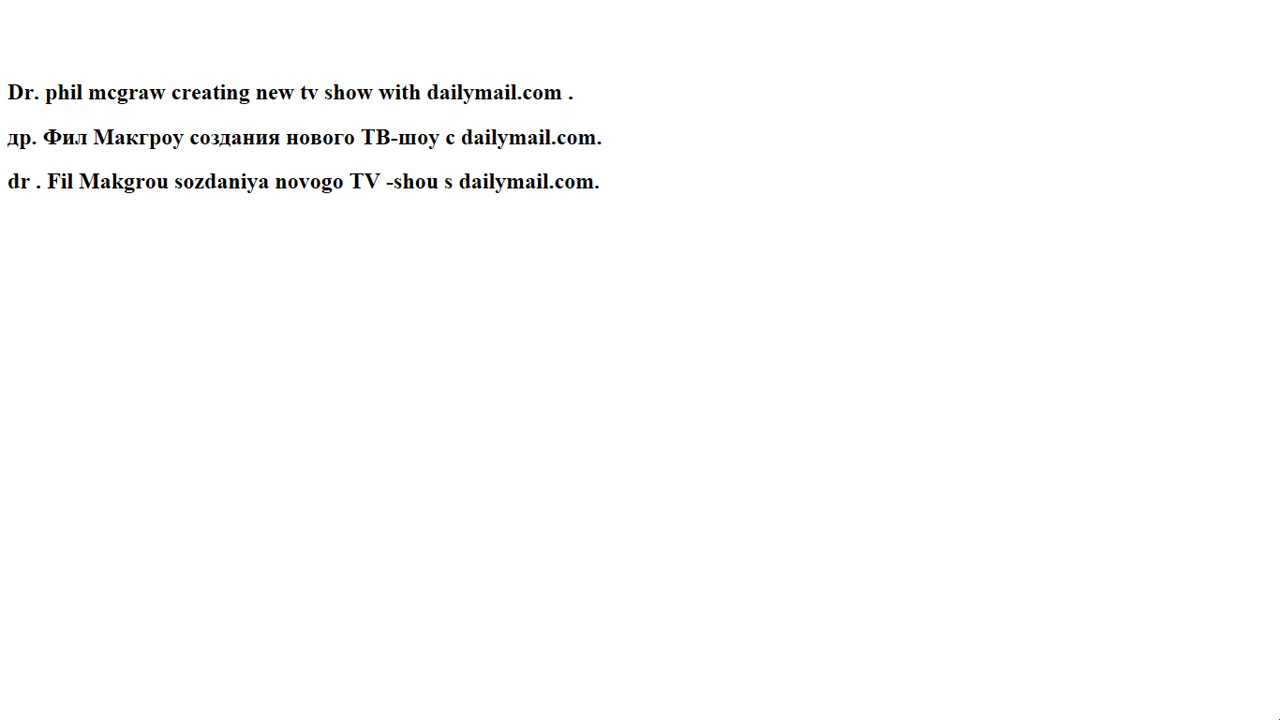 Dr. phil mcgraw creating new tv show with dailymail.com .
др. Фил Макгроу создания нового ТВ-шоу с dailymail.com.
dr . Fil Makgrou sozdaniya novogo TV -shou s dailymail.com.